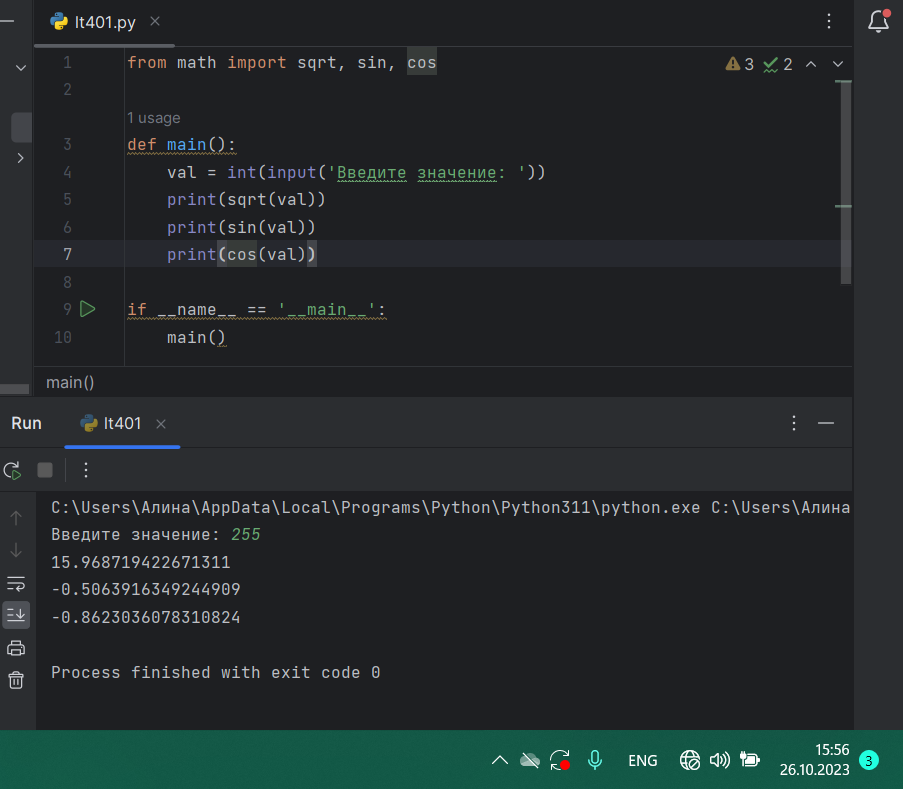 lt401.py
1 from math import sqrt, sin, cos
3 2
2
1 usage
3 def main():
4 val = int(input('Введите значение: '))
5 print(sqrt(val))
6 print(sin(val))
7 print(cos(val))
8
9 if __name__ == '__main__':
10 main()
main()
Run lt401
C:\Users\Алина\AppData\Local\Programs\Python\Python311\python.exe C:\Users\Алина
Введите значение: 255
15.968719422671311
-0.5063916349244909
-0.8623036078310824
Process finished with exit code 0
ENG
15:56
26.10.2023
3